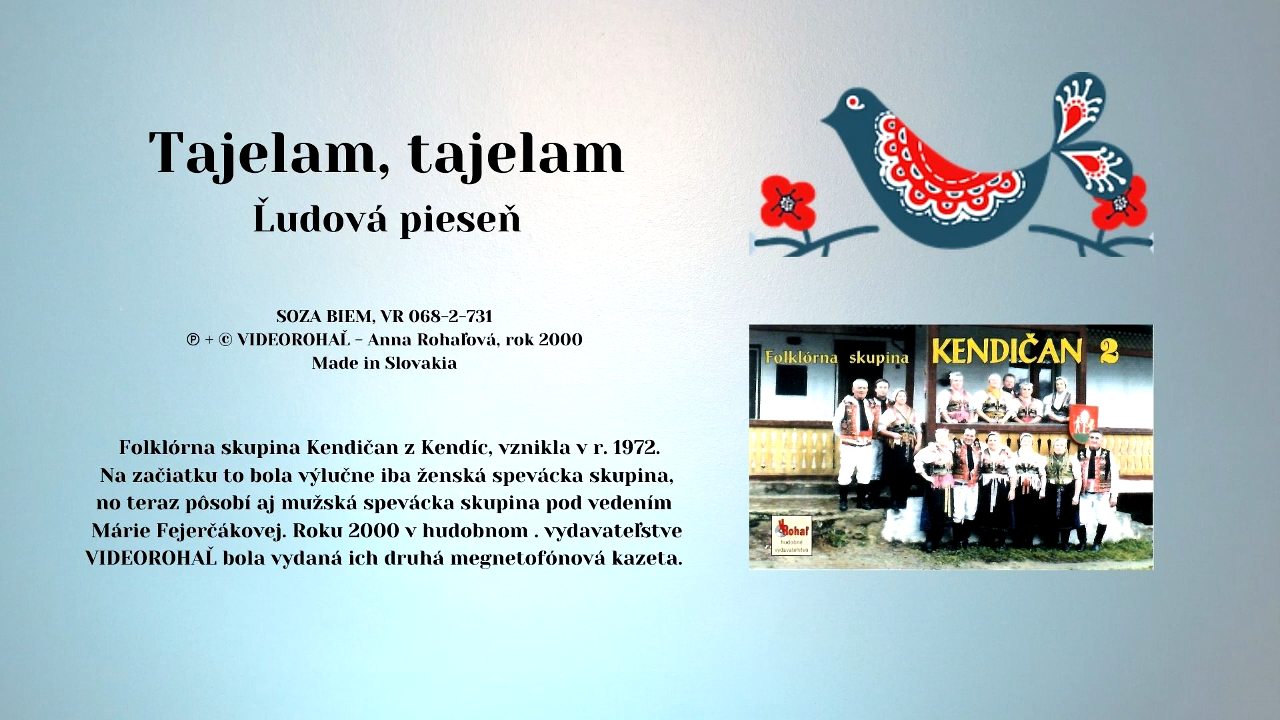 Tajelam, tajelam
Ľudová pieseň
SOZA BIEM, VR 068-2-731
℗ + © VIDEOROHAĽ - Anna Rohaľová, rok 2000
Made in Slovakia
Folklórna skupina Kendičan z Kendíc, vznikla v r. 1972.
Na začiatku to bola výlučne iba ženská spevácka skupina,
no teraz pôsobí aj mužská spevácka skupina pod vedením
Márie Fejerčákovej. Roku 2000 v hudobnom . vydavateľstve
VIDEOROHAĽ bola vydaná ich druhá megnetofónová kazeta.
Folklórna skupina KENDIČAN 2
Rohaľ
hudobné
vydavateľstvo